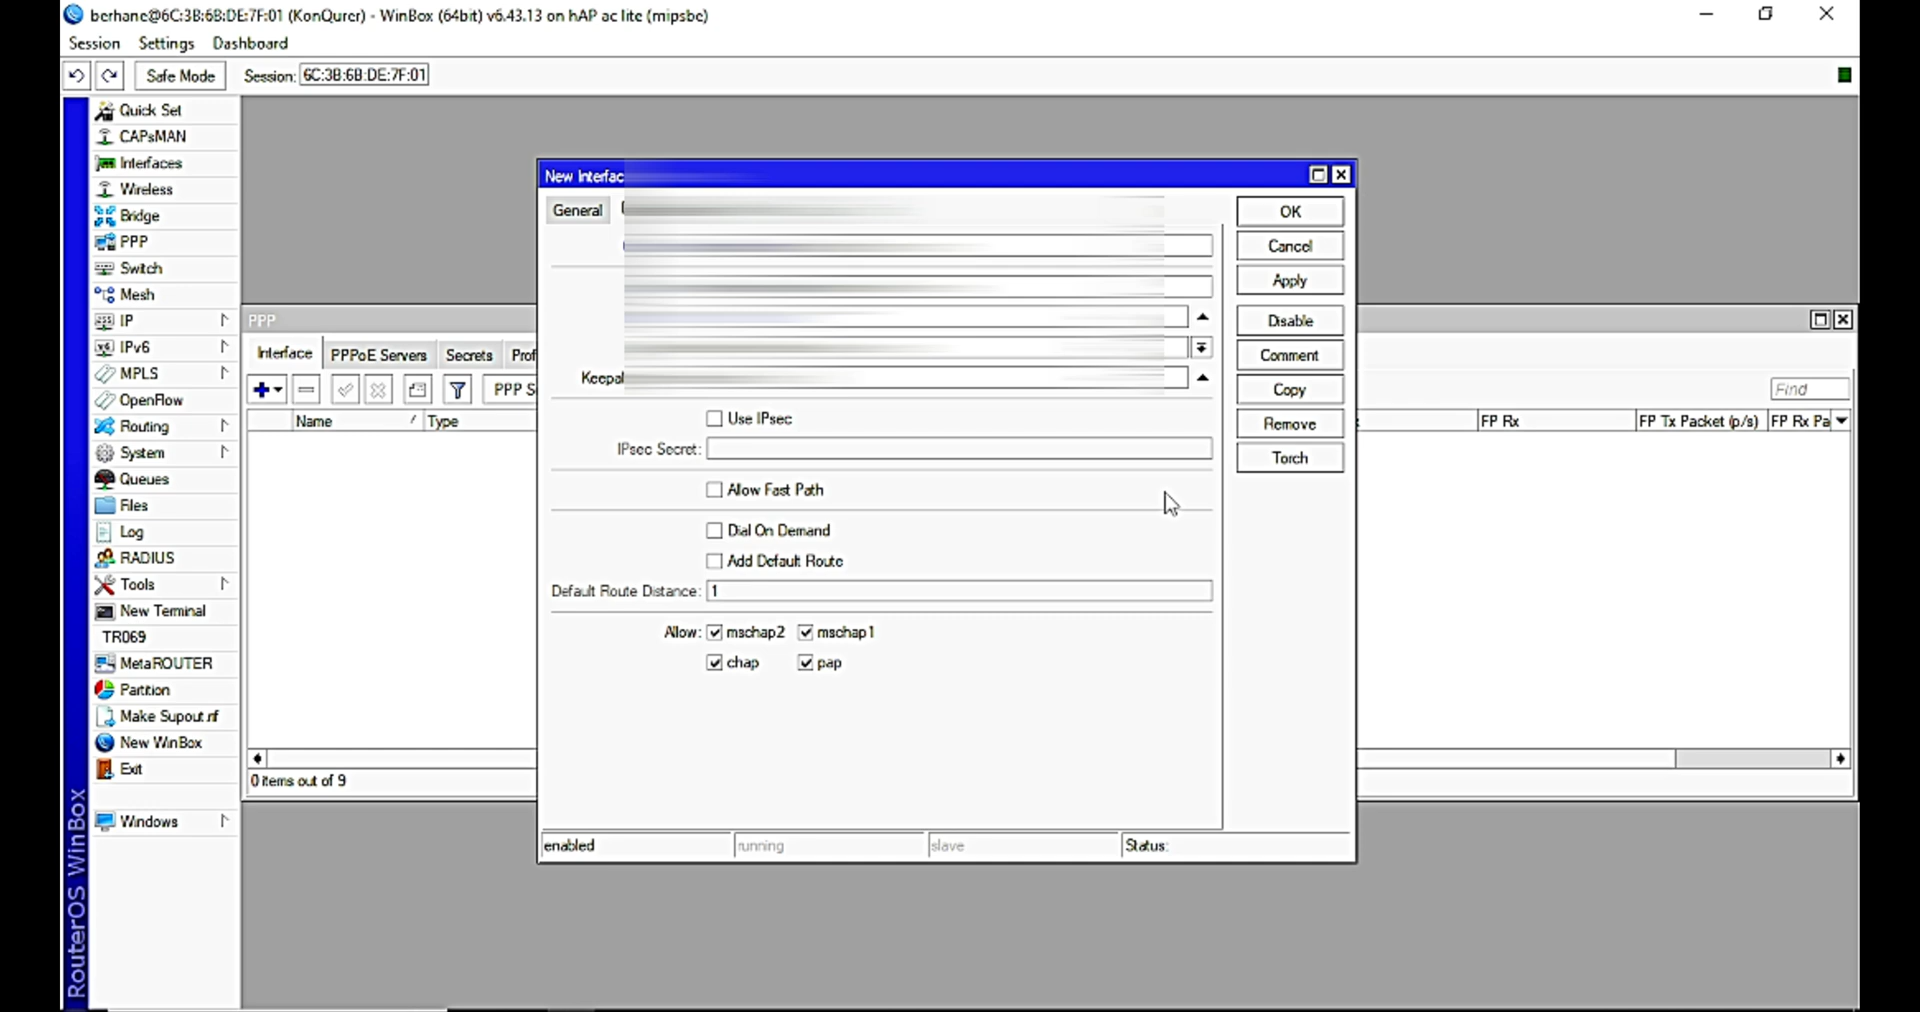 berhane@6C:3B:6B:DE:7F:01 (KonQurer) - WinBox (64bit) v6.43.13 on hAP ac lite (mipsbe)
Session Settings Dashboard
Safe Mode Session: 6C:3B:6B:DE:7F:01
Quick Set
CAPsMAN
Interfaces
Wireless
Bridge
PPP
Switch
Mesh
IP
IPv6
MPLS
OpenFlow
Routing
System
Queues
Files
Log
RADIUS
Tools
New Terminal
TR069
MetaROUTER
Partition
Make Supout.rif
New WinBox
Exit
Windows
RouterOS WinBox
PPP
Interface PPPoE Servers Secrets Prof
PPP S
Find
Name Type
FP Rx FP Tx Packet (p/s) FP Rx Pa
0 items out of 9
New Interfac
General
Keepal
Use IPsec
IPsec Secret:
Allow Fast Path
Dial On Demand
Add Default Route
Default Route Distance: 1
Allow: mschap2 mschap1
chap pap
OK
Cancel
Apply
Disable
Comment
Copy
Remove
Torch
enabled running slave Status: